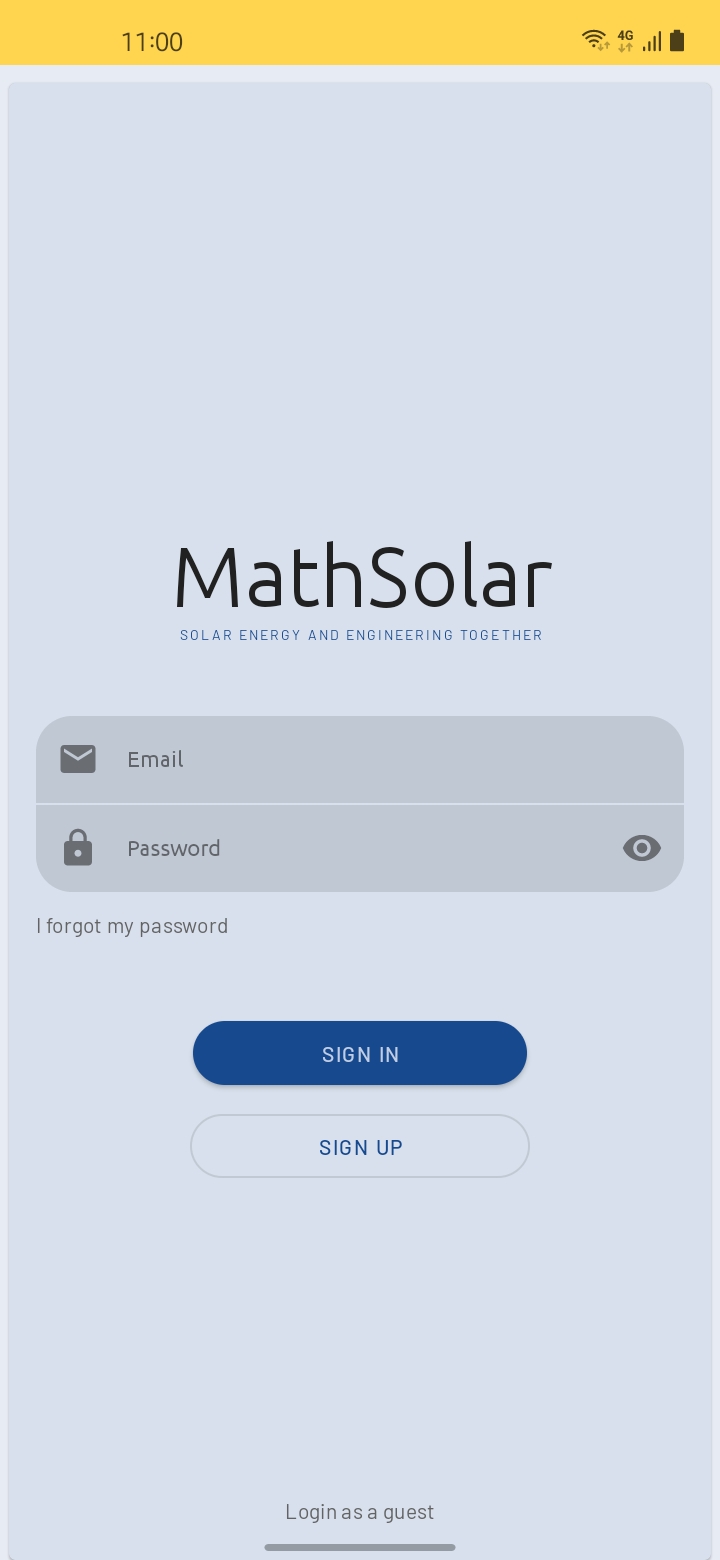 11:00
4G
MathSolar
SOLAR ENERGY AND ENGINEERING TOGETHER
Email
Password
I forgot my password
SIGN IN
SIGN UP
Login as a guest